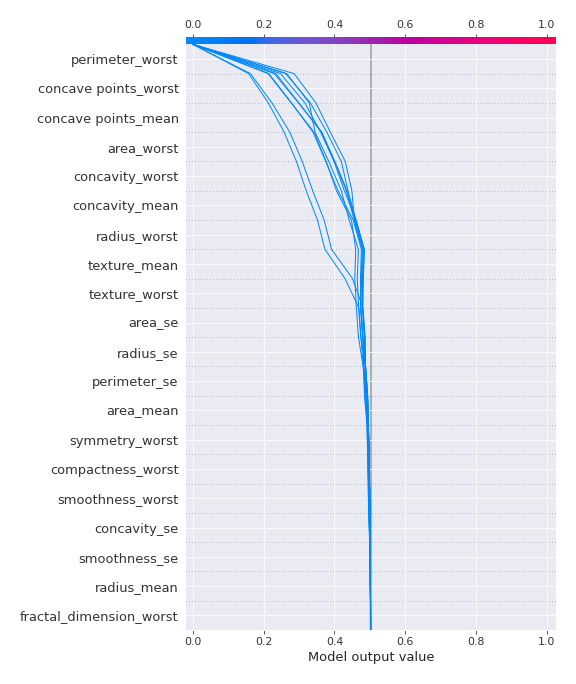 0.0 0.2 0.4 0.6 0.8 1.0
perimeter_worst
concave points_worst
concave points_mean
area_worst
concavity_worst
concavity_mean
radius_worst
texture_mean
texture_worst
area_se
radius_se
perimeter_se
area_mean
symmetry_worst
compactness_worst
smoothness_worst
concavity_se
smoothness_se
radius_mean
fractal_dimension_worst
0.0 0.2 0.4 0.6 0.8 1.0
Model output value